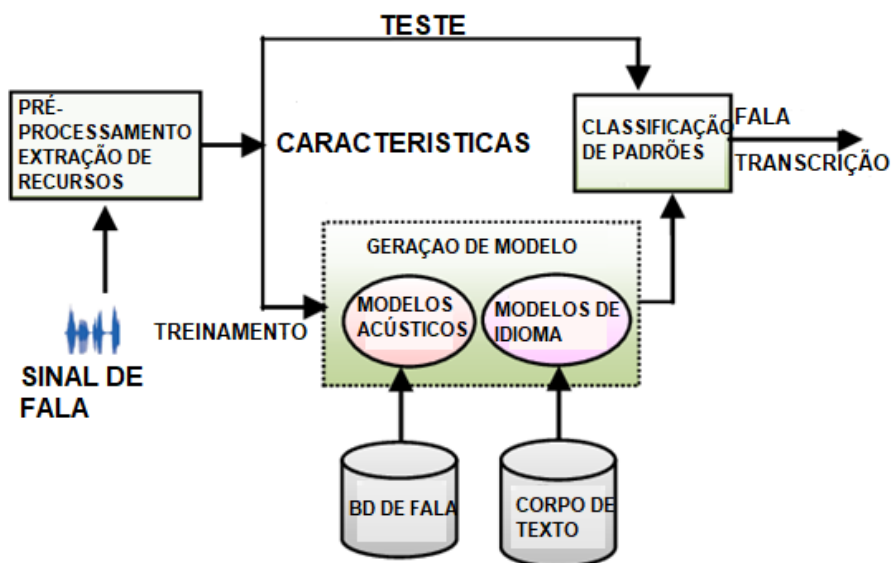 TESTE
PRÉ-
PROCESSAMENTO
EXTRAÇÃO DE
RECURSOS
CARACTERISTICAS
CLASSIFICAÇÃO
DE PADRÕES
FALA
TRANSCRIÇÃO
GERAÇAO DE MODELO
MODELOS
ACÚSTICOS
MODELOS DE
IDIOMA
TREINAMENTO
SINAL DE
FALA
BD DE FALA
CORPO DE
TEXTO